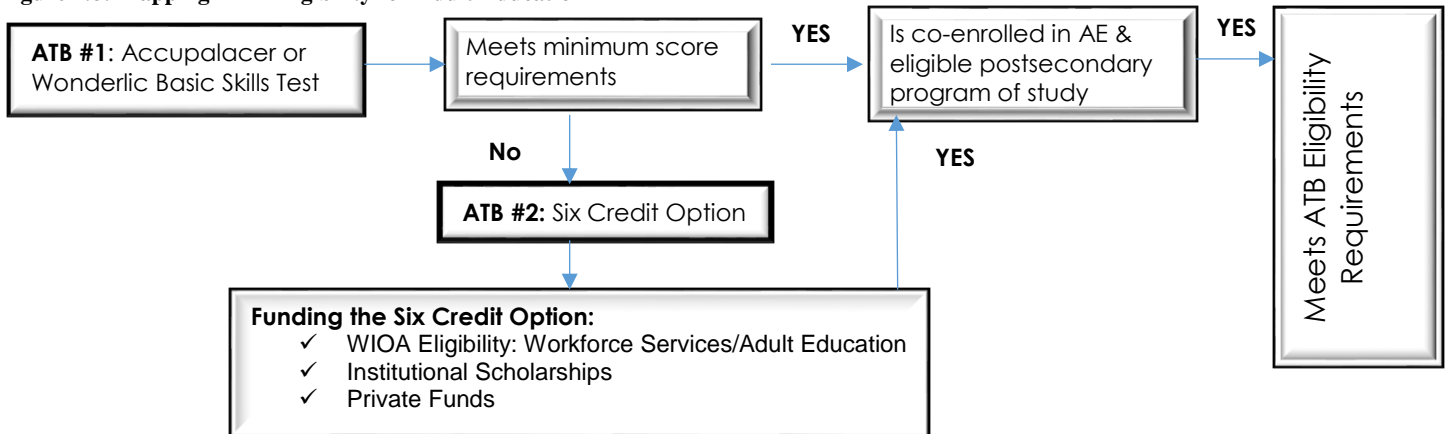 ATB #1: Accupalacer or
Wonderlic Basic Skills Test
Meets minimum score
requirements
YES
Is co-enrolled in AE &
eligible postsecondary
program of study
YES
Meets ATB Eligibility
Requirements
No
YES
ATB #2: Six Credit Option
Funding the Six Credit Option:
✓ WIOA Eligibility: Workforce Services/Adult Education
✓ Institutional Scholarships
✓ Private Funds